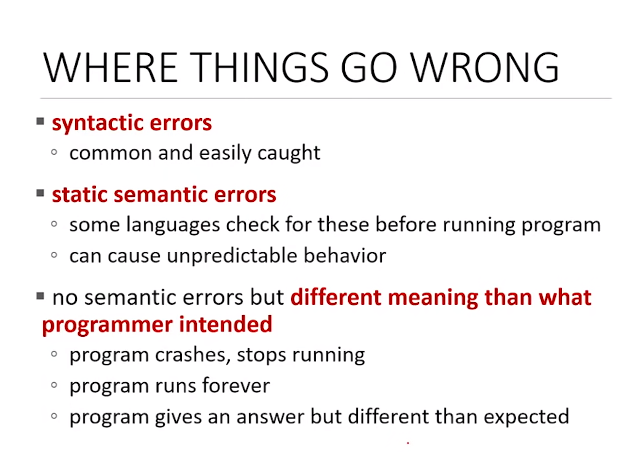 WHERE THINGS GO WRONG
▪ syntactic errors
◦ common and easily caught
▪ static semantic errors
◦ some languages check for these before running program
◦ can cause unpredictable behavior
▪ no semantic errors but different meaning than what
programmer intended
◦ program crashes, stops running
◦ program runs forever
◦ program gives an answer but different than expected